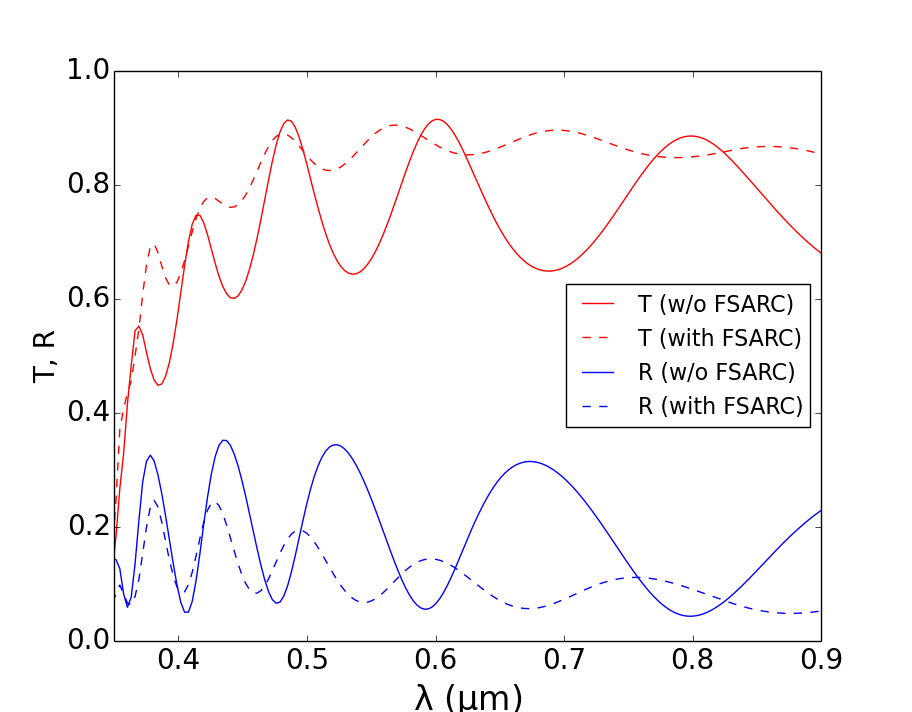 1.0
0.8
0.6
0.4
0.2
0.0
T, R
T (w/o FSARC)
T (with FSARC)
R (w/o FSARC)
R (with FSARC)
0.4 0.5 0.6 0.7 0.8 0.9
λ (μm)